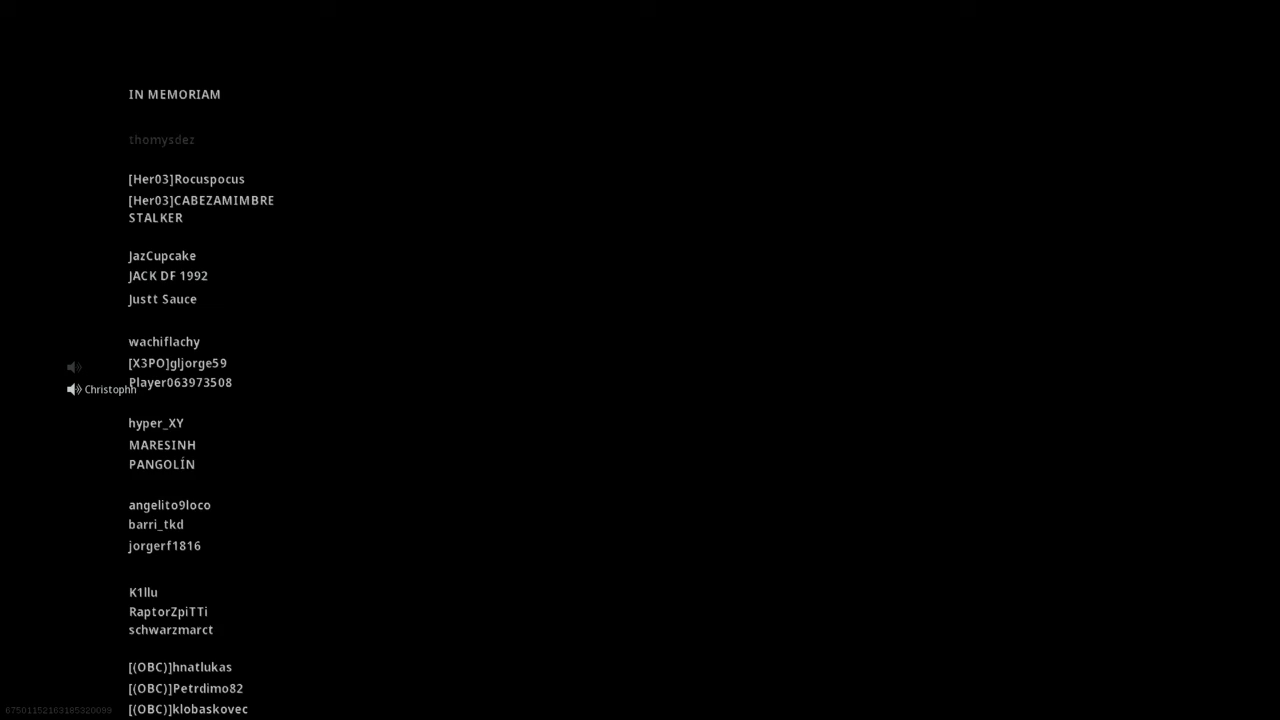 IN MEMORIAM
thomysdez
[Her03]Rocuspocus
[Her03]CABEZAMIMBRE
STALKER
JazCupcake
JACK DF 1992
Justt Sauce
wachiflachy
[X3PO]gljorge59
Player063973508
Christophh
hyper_XY
MARESINH
PANGOLÍN
angelito9loco
barri_tkd
jorgerf1816
K1llu
RaptorZpiTTi
schwarzmarct
[(OBC)]hnatlukas
[(OBC)]Petrdimo82
[(OBC)]klobaskovec